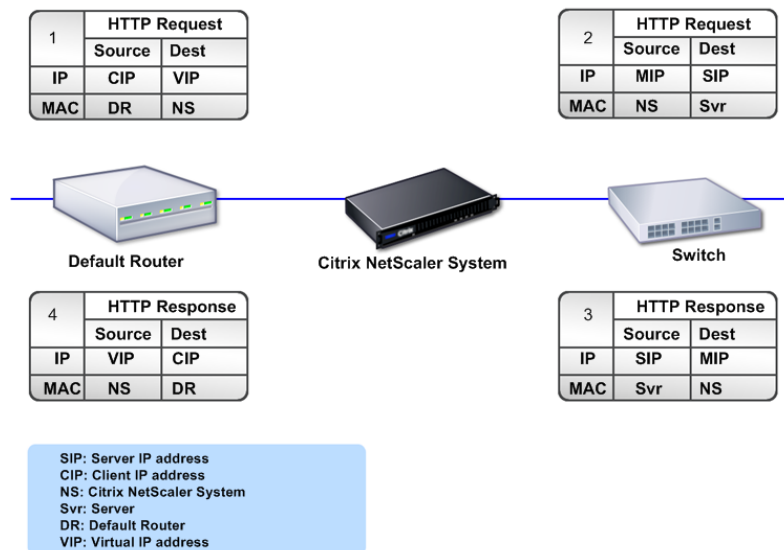 1 HTTP Request
Source Dest
IP CIP VIP
MAC DR NS
2 HTTP Request
Source Dest
IP MIP SIP
MAC NS Svr
Default Router
Citrix NetScaler System
Switch
4 HTTP Response
Source Dest
IP VIP CIP
MAC NS DR
3 HTTP Response
Source Dest
IP SIP MIP
MAC Svr NS
SIP: Server IP address
CIP: Client IP address
NS: Citrix NetScaler System
Svr: Server
DR: Default Router
VIP: Virtual IP address